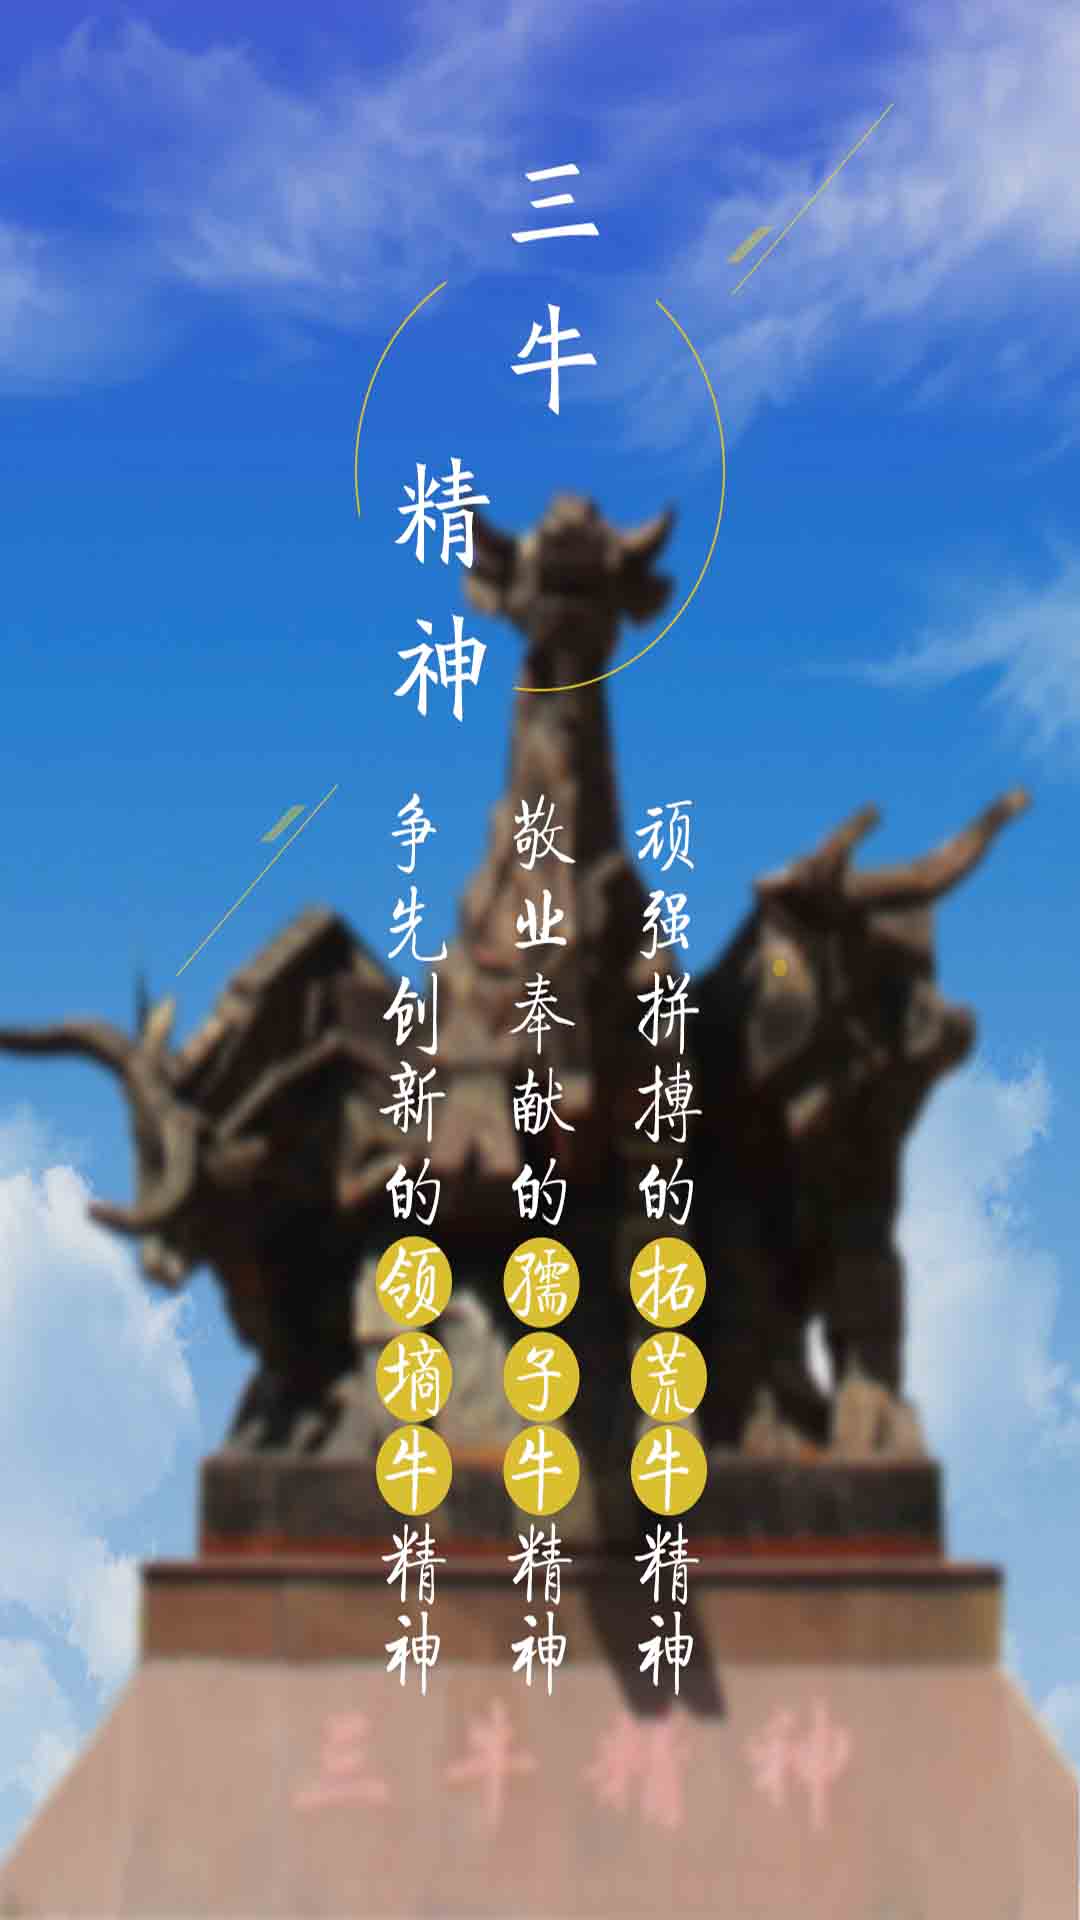 三牛
精神
顽强拼搏的拓荒牛精神
敬业奉献的孺子牛精神
争先创新的领墒牛精神
三牛精神